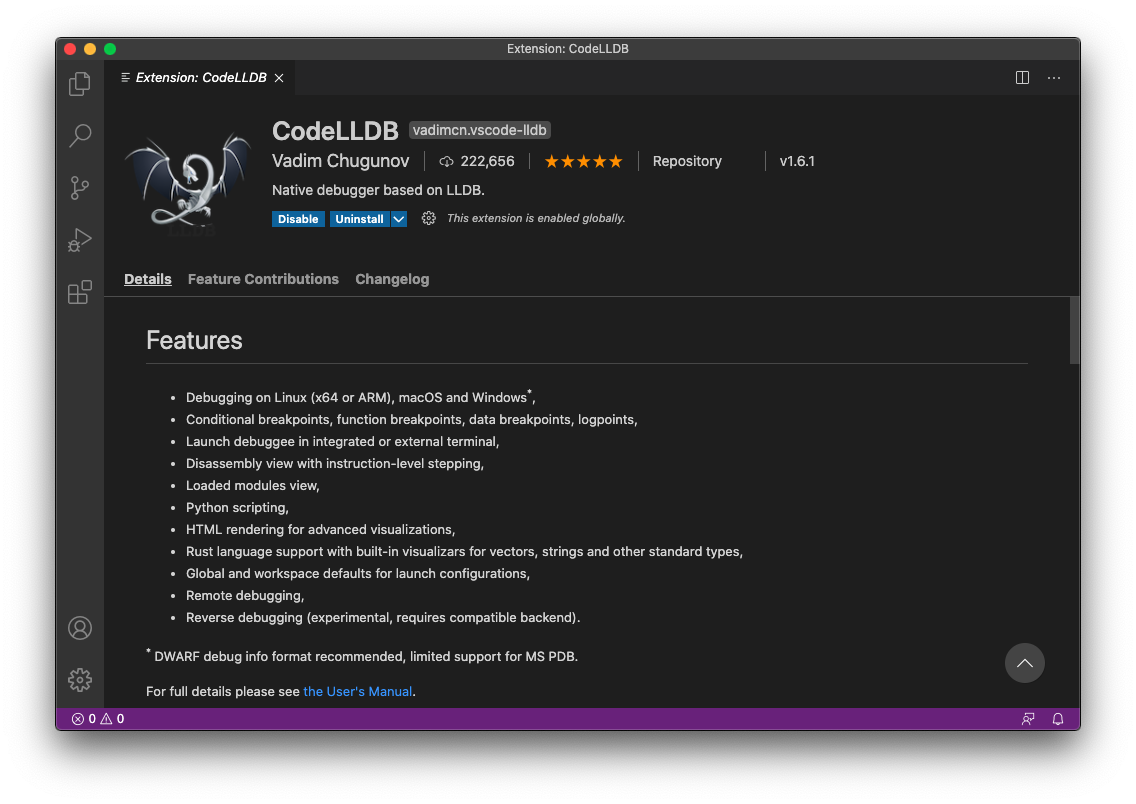 Extension: CodeLLDB
Extension: CodeLLDB
CodeLLDB vadimcn.vscode-lldb
Vadim Chugunov 222,656 Repository v1.6.1
Native debugger based on LLDB.
Disable Uninstall This extension is enabled globally.
Details Feature Contributions Changelog
Features
• Debugging on Linux (x64 or ARM), macOS and Windows*,
• Conditional breakpoints, function breakpoints, data breakpoints, logpoints,
• Launch debuggee in integrated or external terminal,
• Disassembly view with instruction-level stepping,
• Loaded modules view,
• Python scripting,
• HTML rendering for advanced visualizations,
• Rust language support with built-in visualizars for vectors, strings and other standard types,
• Global and workspace defaults for launch configurations,
• Remote debugging,
• Reverse debugging (experimental, requires compatible backend).
* DWARF debug info format recommended, limited support for MS PDB.
For full details please see the User's Manual.
0 0